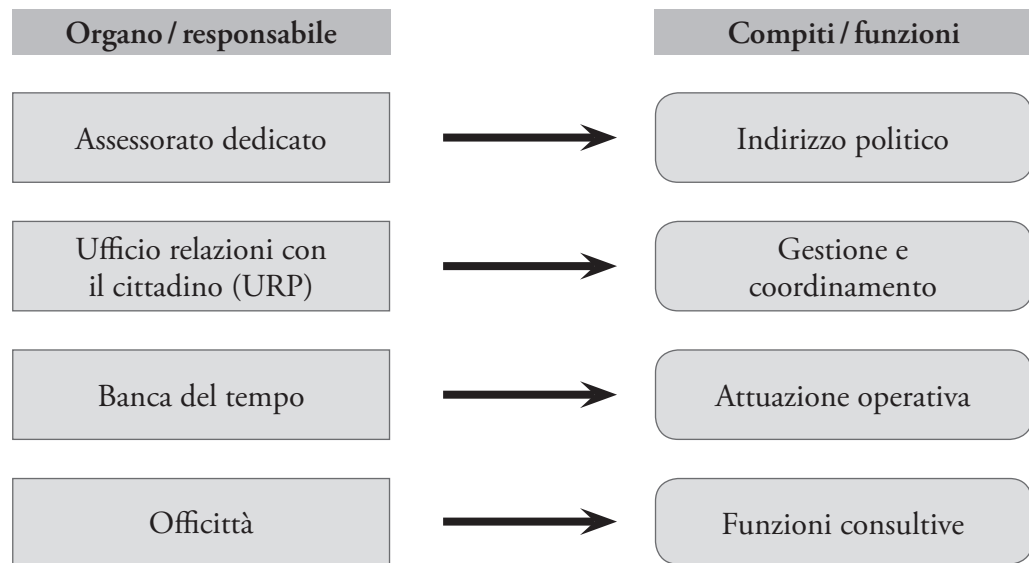 Organo / responsabile
Compiti / funzioni
Assessorato dedicato
Indirizzo politico
Ufficio relazioni con
il cittadino (URP)
Gestione e
coordinamento
Banca del tempo
Attuazione operativa
Officittà
Funzioni consultive